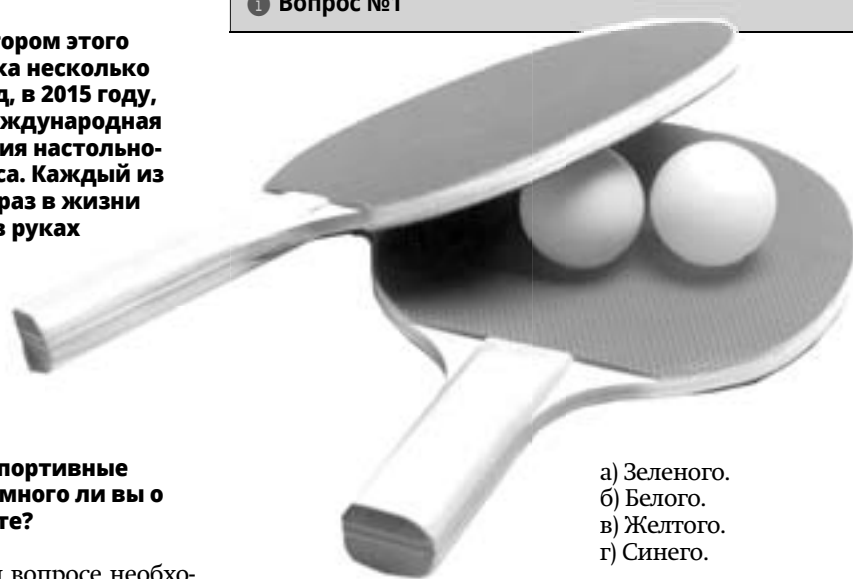 Вопрос №1
тором этого
ка несколько
д, в 2015 году,
ждународная
ия настольно-
са. Каждый из
раз в жизни
в руках
портивные
много ли вы о
те?
вопросе необхо-
а) Зеленого.
б) Белого.
в) Желтого.
г) Синего.